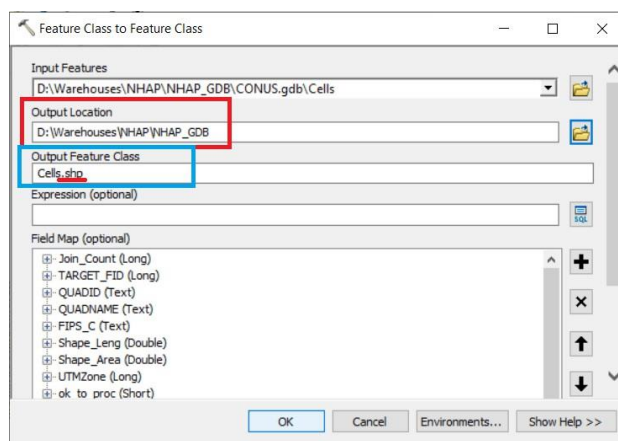 Feature Class to Feature Class
Input Features
D:\Warehouses\NHAP\NHAP_GDB\CONUS.gdb\Cells
Output Location
D:\Warehouses\NHAP\NHAP_GDB
Output Feature Class
Cells.shp
Expression (optional)
SQL
Field Map (optional)
Join_Count (Long)
TARGET_FID (Long)
QUADID (Text)
QUADNAME (Text)
FIPS_C (Text)
Shape_Leng (Double)
Shape_Area (Double)
UTMZone (Long)
ok_to_proc (Short)
OK Cancel Environments... Show Help >>